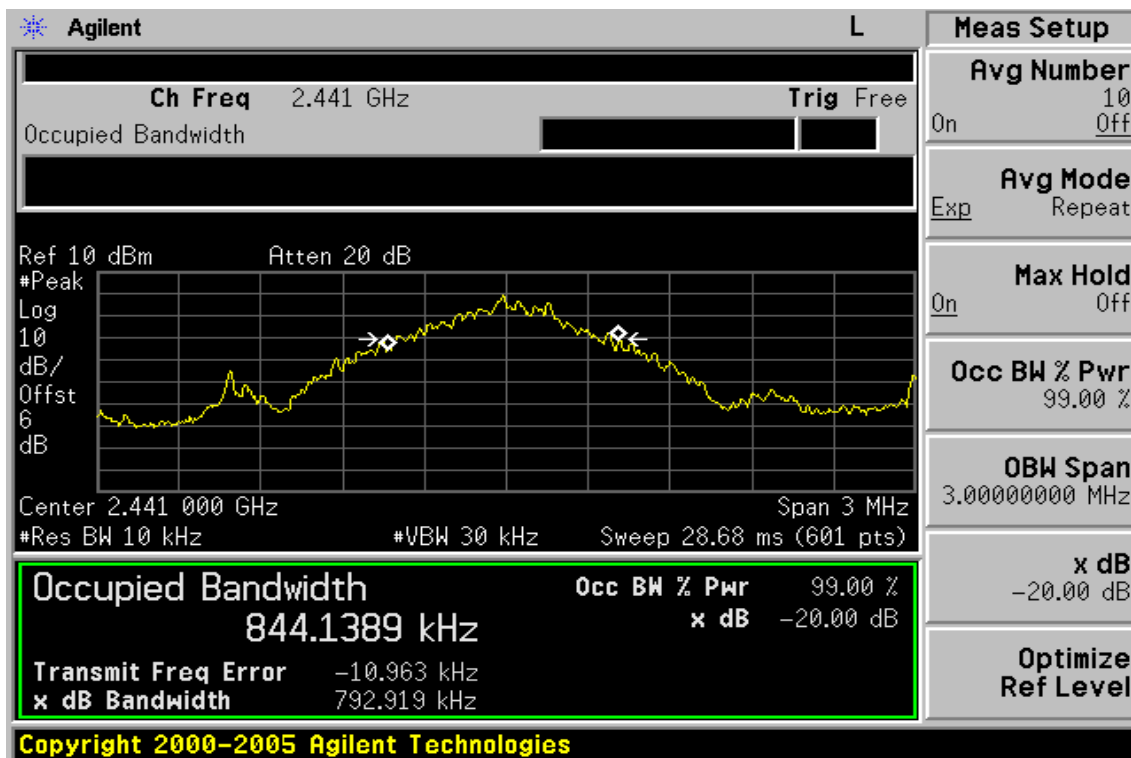 Agilent L
Ch Freq 2.441 GHz Trig Free
Occupied Bandwidth
Ref 10 dBm Atten 20 dB
#Peak
Log
10
dB/
Offst
6
dB
Center 2.441 000 GHz Span 3 MHz
#Res BW 10 kHz #VBW 30 kHz Sweep 28.68 ms (601 pts)
Occupied Bandwidth Occ BW % Pwr 99.00 %
844.1389 kHz x dB -20.00 dB
Transmit Freq Error -10.963 kHz
x dB Bandwidth 792.919 kHz
Copyright 2000-2005 Agilent Technologies
Meas Setup
Avg Number
10
On Off
Avg Mode
Exp Repeat
Max Hold
On Off
Occ BW % Pwr
99.00 %
OBW Span
3.00000000 MHz
x dB
-20.00 dB
Optimize
Ref Level